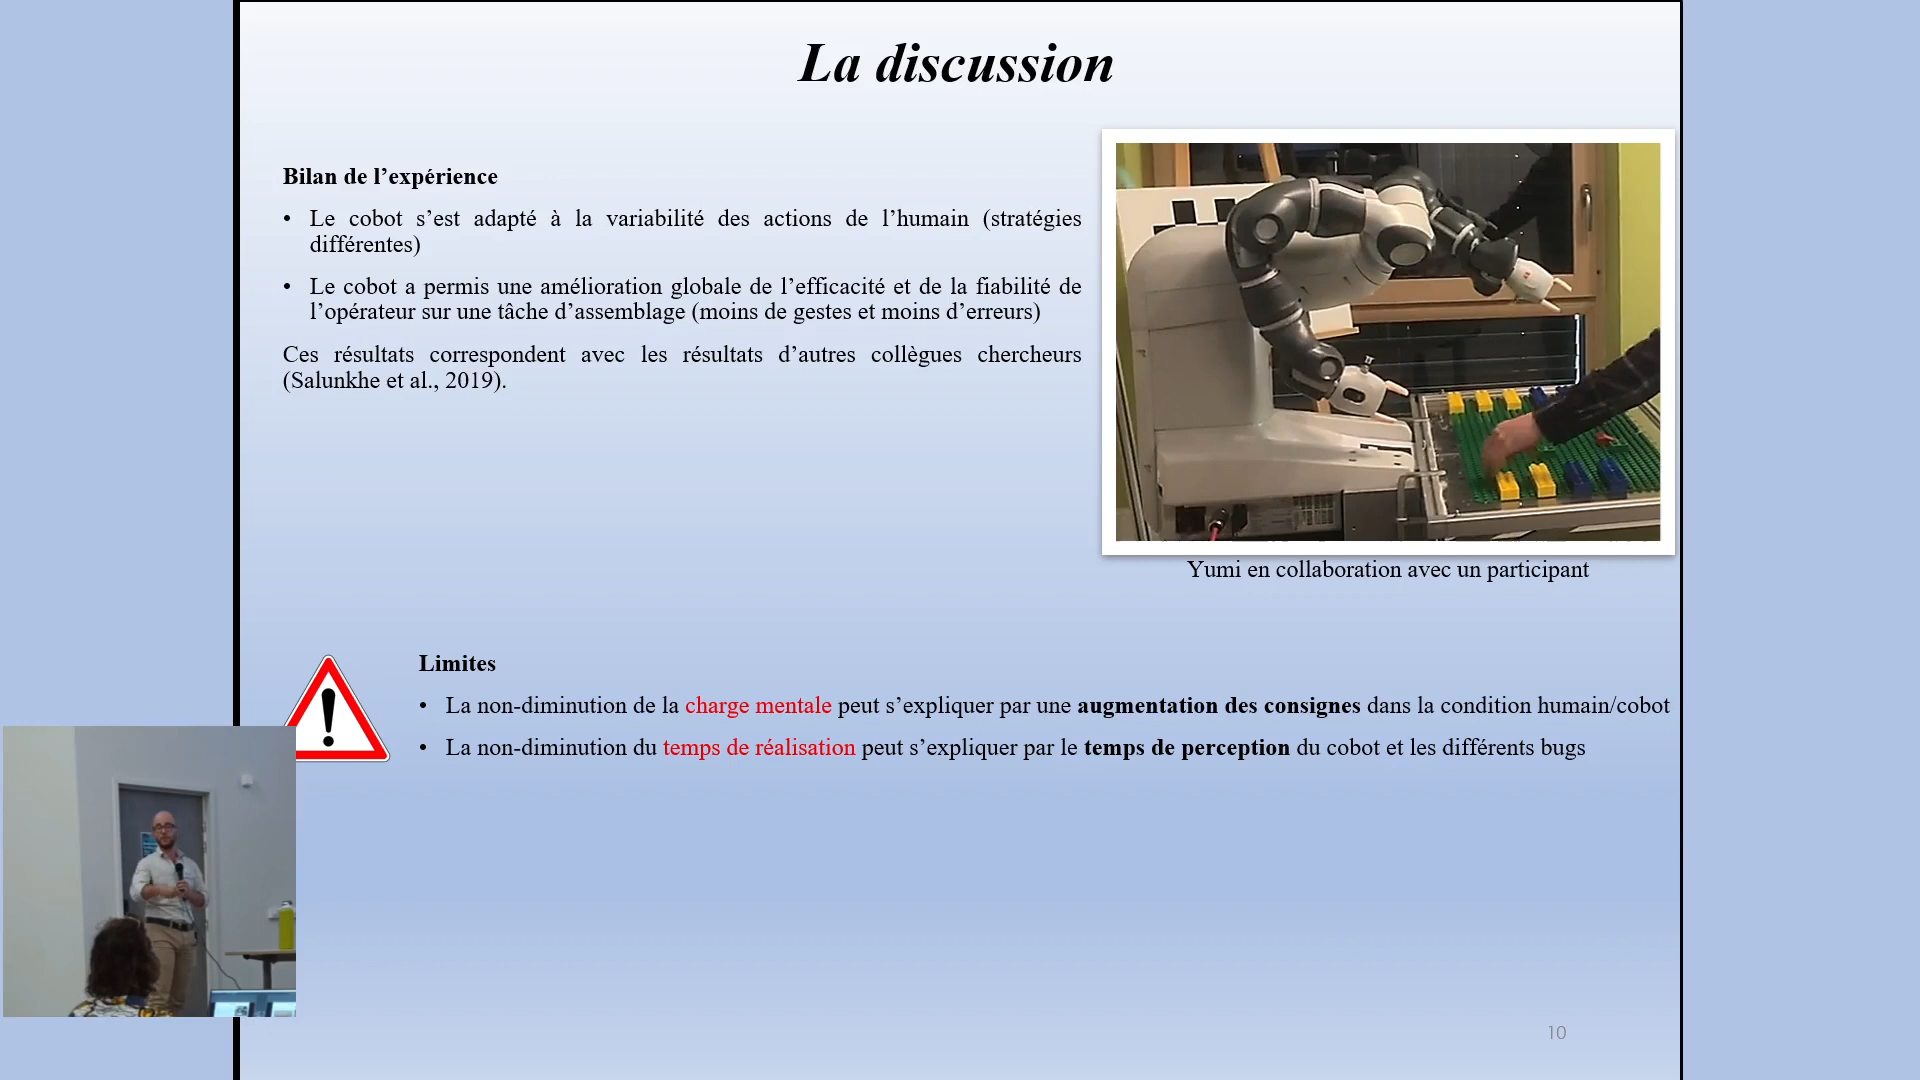 La discussion
Bilan de l’expérience
• Le cobot s’est adapté à la variabilité des actions de l’humain (stratégies
différentes)
• Le cobot a permis une amélioration globale de l’efficacité et de la fiabilité de
l’opérateur sur une tâche d’assemblage (moins de gestes et moins d’erreurs)
Ces résultats correspondent avec les résultats d’autres collègues chercheurs
(Salunkhe et al., 2019).
Yumi en collaboration avec un participant
Limites
• La non-diminution de la charge mentale peut s’expliquer par une augmentation des consignes dans la condition humain/cobot
• La non-diminution du temps de réalisation peut s’expliquer par le temps de perception du cobot et les différents bugs
10